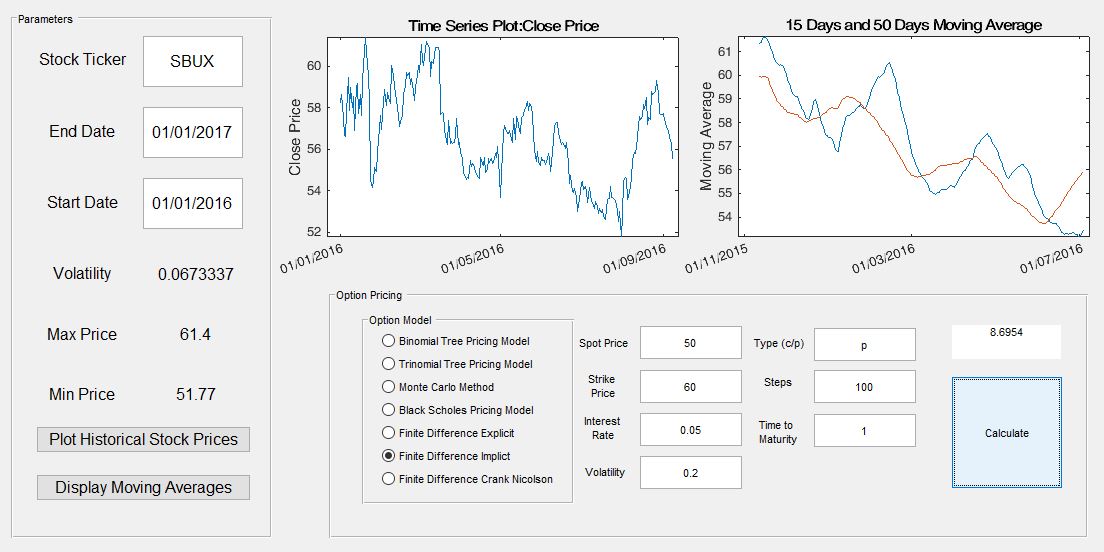 Parameters
Stock Ticker
SBUX
End Date
01/01/2017
Start Date
01/01/2016
Volatility
0.0673337
Max Price
61.4
Min Price
51.77
Plot Historical Stock Prices
Display Moving Averages
Time Series Plot:Close Price
Close Price
60
58
56
54
52
01/01/2016
01/05/2016
01/09/2016
15 Days and 50 Days Moving Average
Moving Average
61
60
59
58
57
56
55
54
01/11/2015
01/03/2016
01/07/2016
Option Pricing
Option Model
Binomial Tree Pricing Model
Trinomial Tree Pricing Model
Monte Carlo Method
Black Scholes Pricing Model
Finite Difference Explicit
Finite Difference Implict
Finite Difference Crank Nicolson
Spot Price
50
Strike
Price
60
Interest
Rate
0.05
Volatility
0.2
Type (c/p)
p
Steps
100
Time to
Maturity
1
8.6954
Calculate